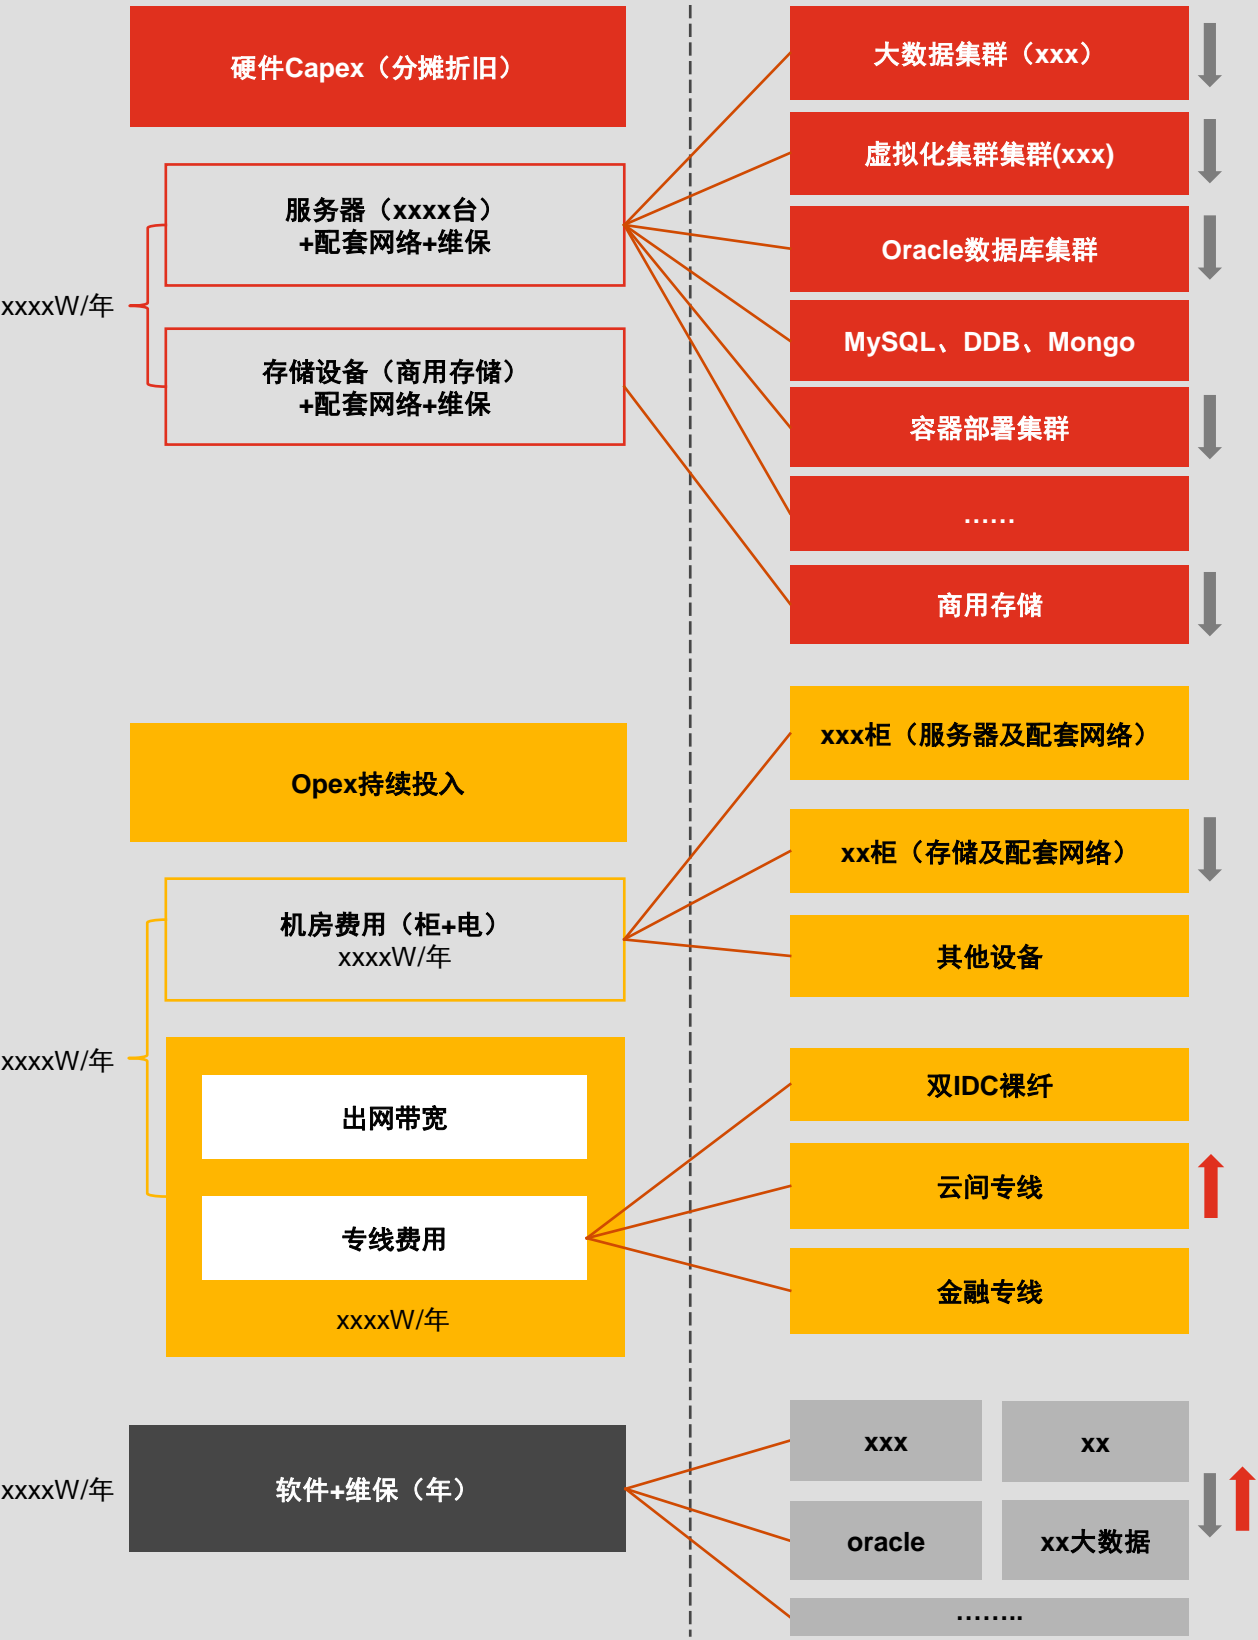 硬件Capex（分摊折旧）
服务器（xxxx台）
+配套网络+维保
xxxxW/年
存储设备（商用存储）
+配套网络+维保
大数据集群（xxx）
虚拟化集群集群(xxx)
Oracle数据库集群
MySQL、DDB、Mongo
容器部署集群
……
商用存储
Opex持续投入
机房费用（柜+电）
xxxxW/年
xxxxW/年
出网带宽
专线费用
xxxxW/年
xxx柜（服务器及配套网络）
xx柜（存储及配套网络）
其他设备
双IDC裸纤
云间专线
金融专线
xxxxW/年
软件+维保（年）
xxx
xx
oracle
xx大数据
……..